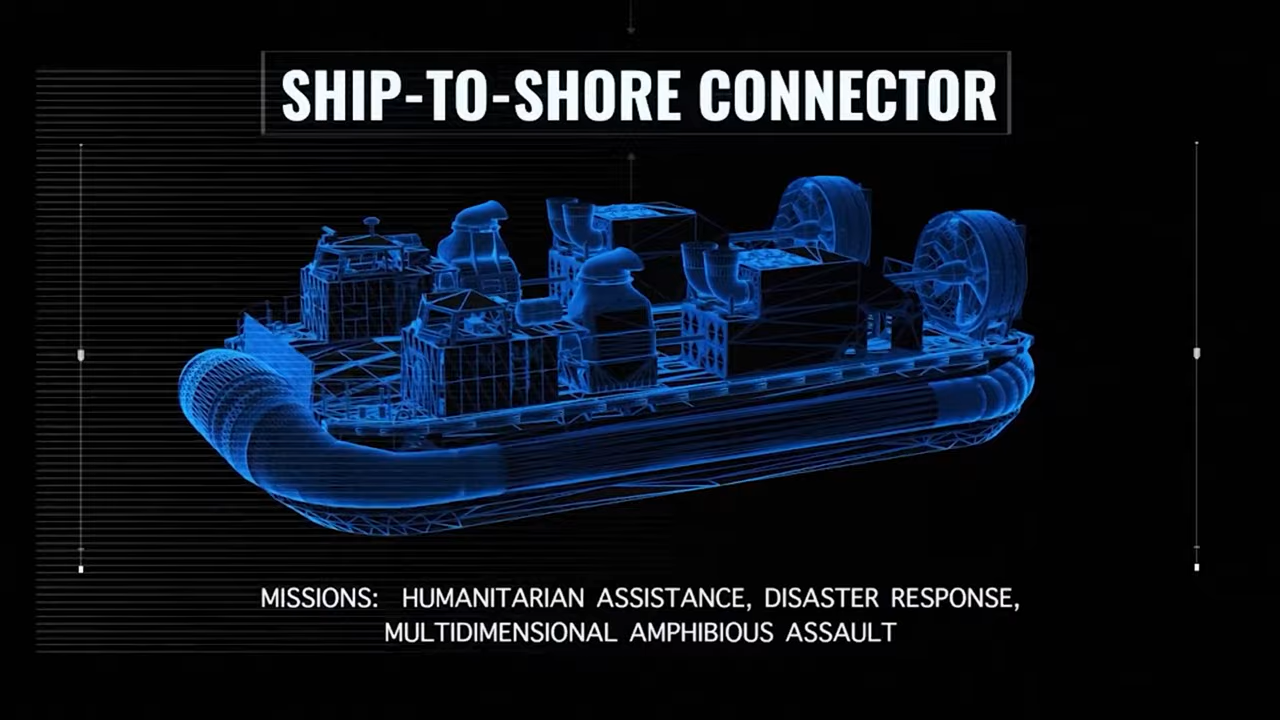 SHIP-TO-SHORE CONNECTOR
MISSIONS: HUMANITARIAN ASSISTANCE, DISASTER RESPONSE,
MULTIDIMENSIONAL AMPHIBIOUS ASSAULT